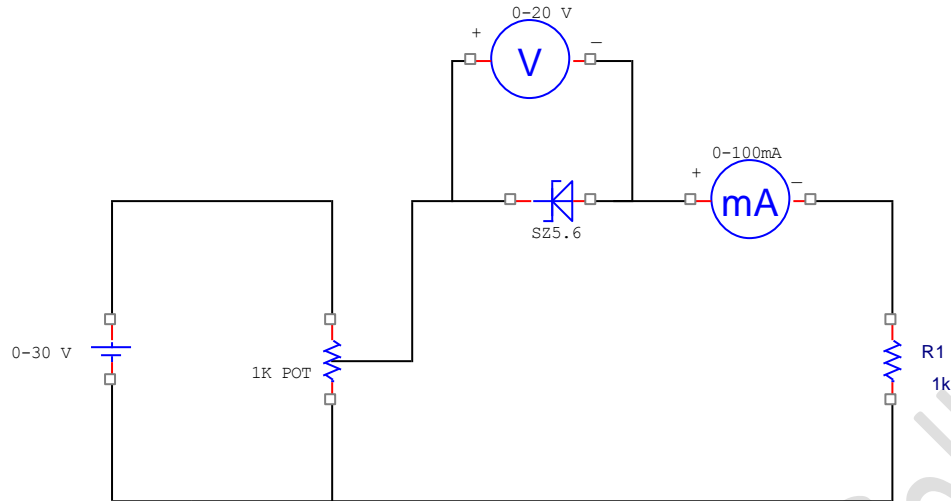 0-20 V
+
−
V
0-100mA
+
−
mA
SZ5.6
0-30 V
1K POT
R1
1k